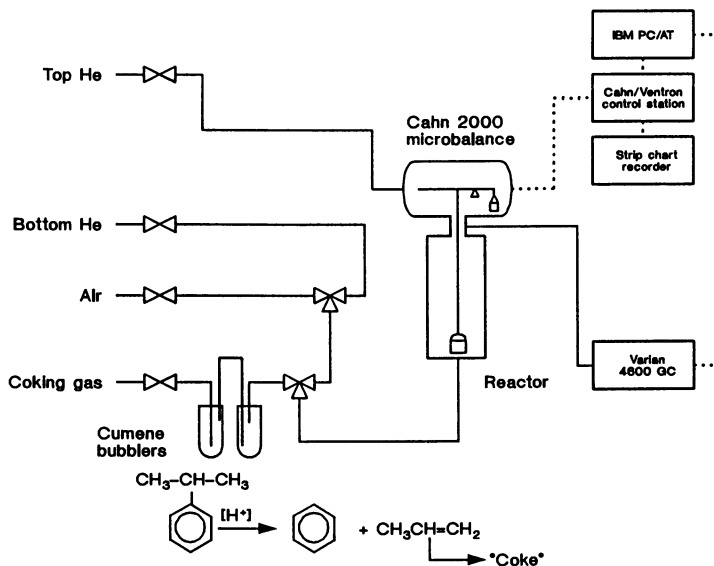 IBM PC/AT
Top He
Cahn/Ventron
control station
Cahn 2000
microbalance
Strip chart
recorder
Bottom He
Air
Coking gas
Reactor
Varian
4600 GC
Cumene
bubblers
CH₃–CH–CH₃
[H⁺]
+ CH₃CH=CH₂
"Coke"